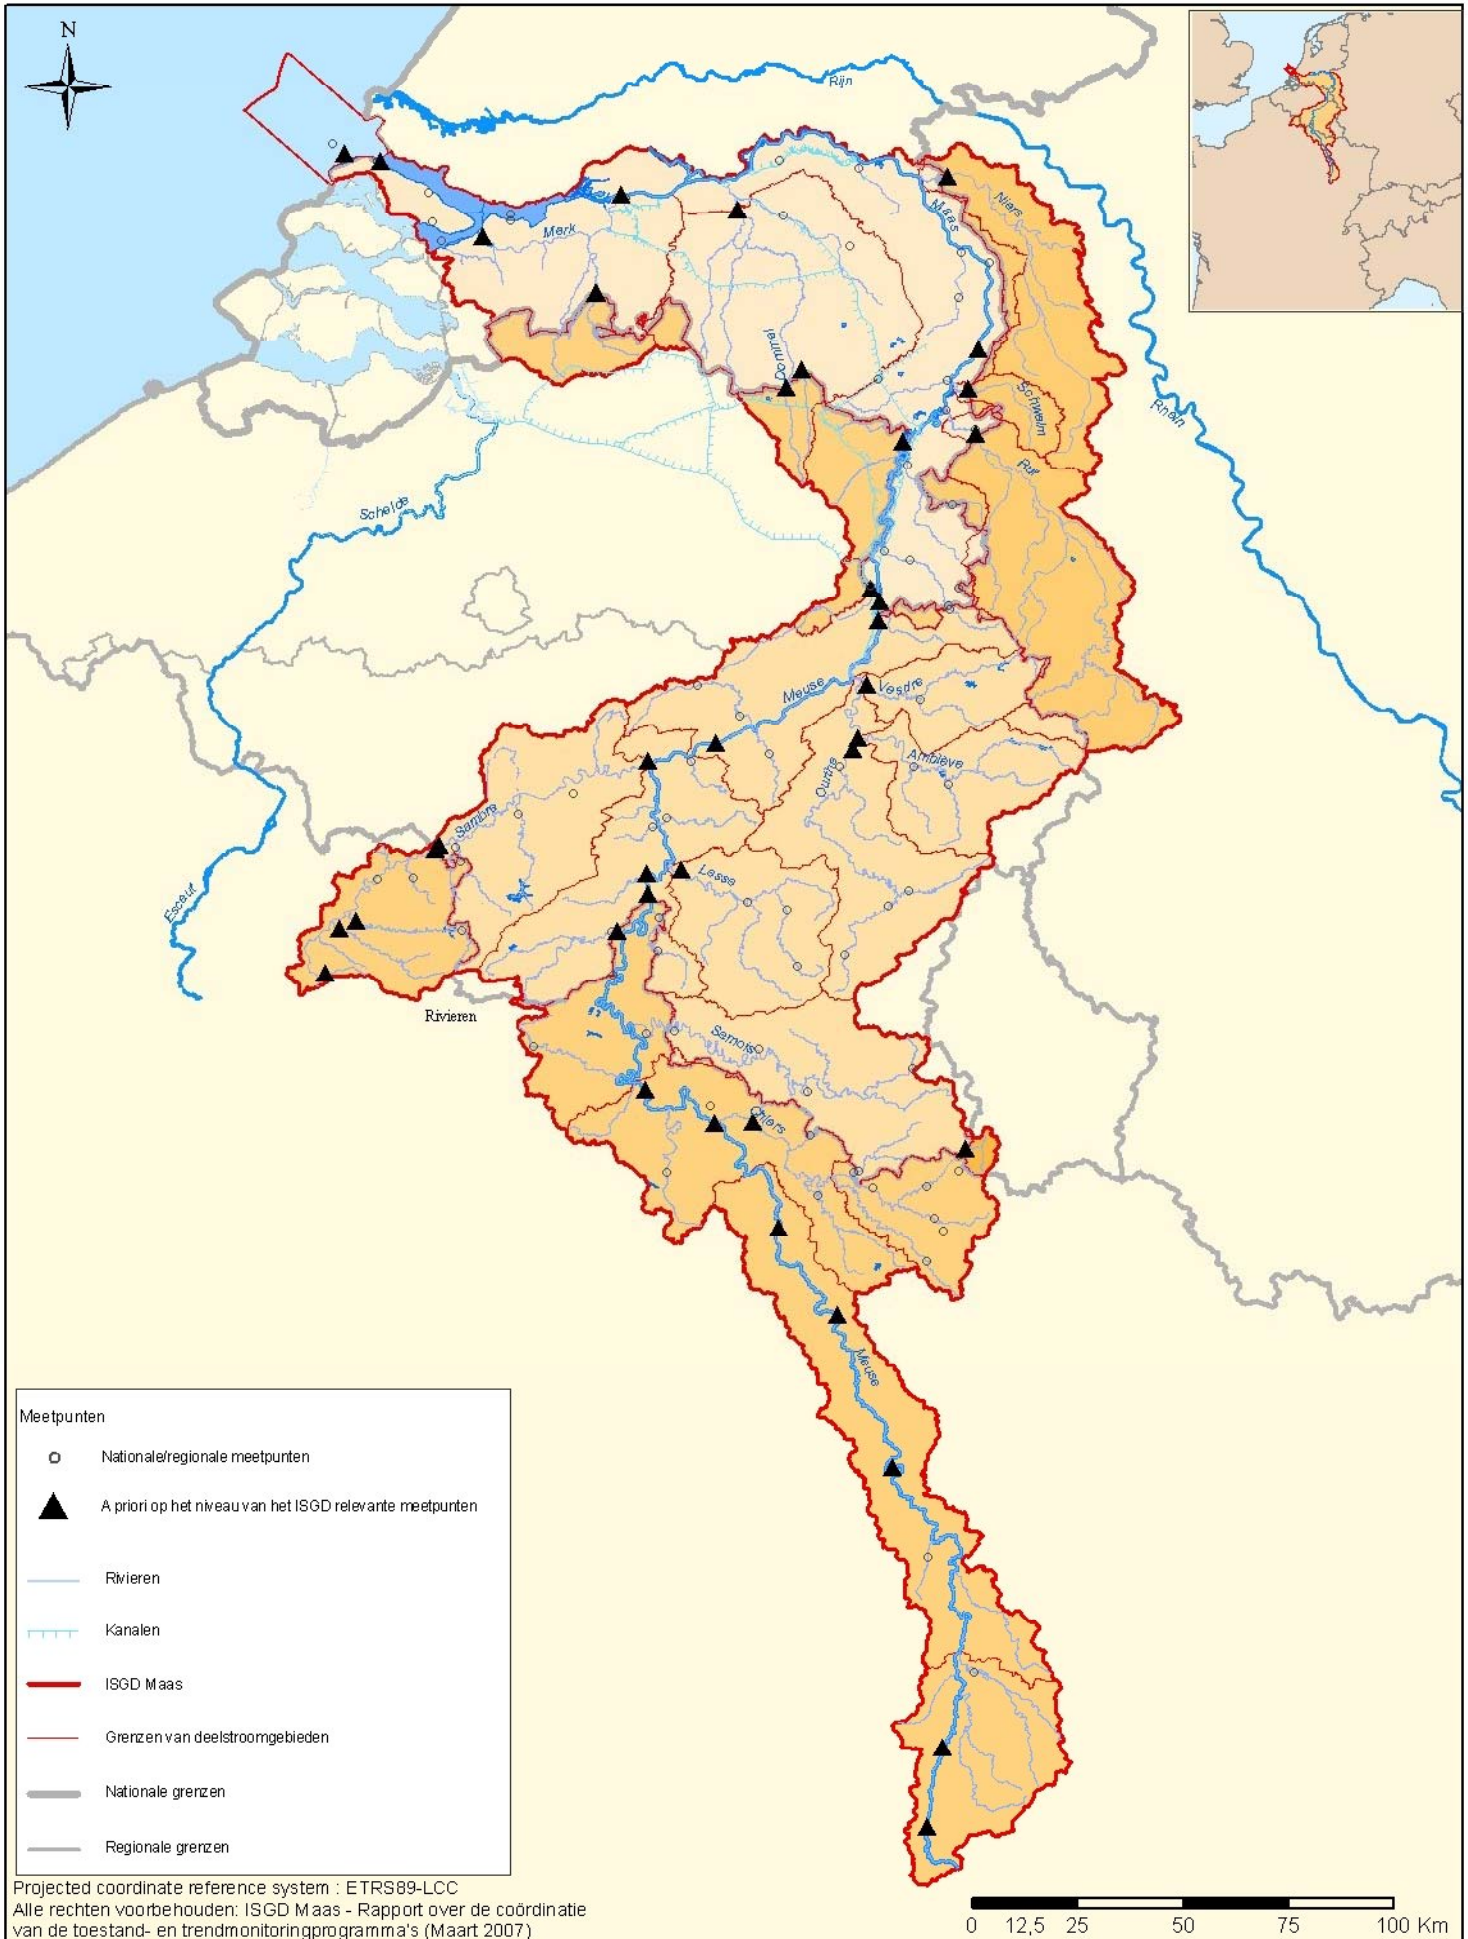 N
Rijn
Niers
Maas
Merk
Dommel
Schwalm
Rhein
Rur
Schelde
Meuse
Vesdre
Amblève
Ourthe
Sambre
Lesse
Escaut
Rivieren
Semois
Chiers
Meuse
Meetpunten
Nationale/regionale meetpunten
A priori op het niveau van het ISGD relevante meetpunten
Rivieren
Kanalen
ISGD Maas
Grenzen van deelstroomgebieden
Nationale grenzen
Regionale grenzen
Projected coordinate reference system : ETRS89-LCC
Alle rechten voorbehouden: ISGD Maas - Rapport over de coördinatie
van de toestand- en trendmonitoringprogramma's (Maart 2007)
0 12,5 25 50 75 100 Km